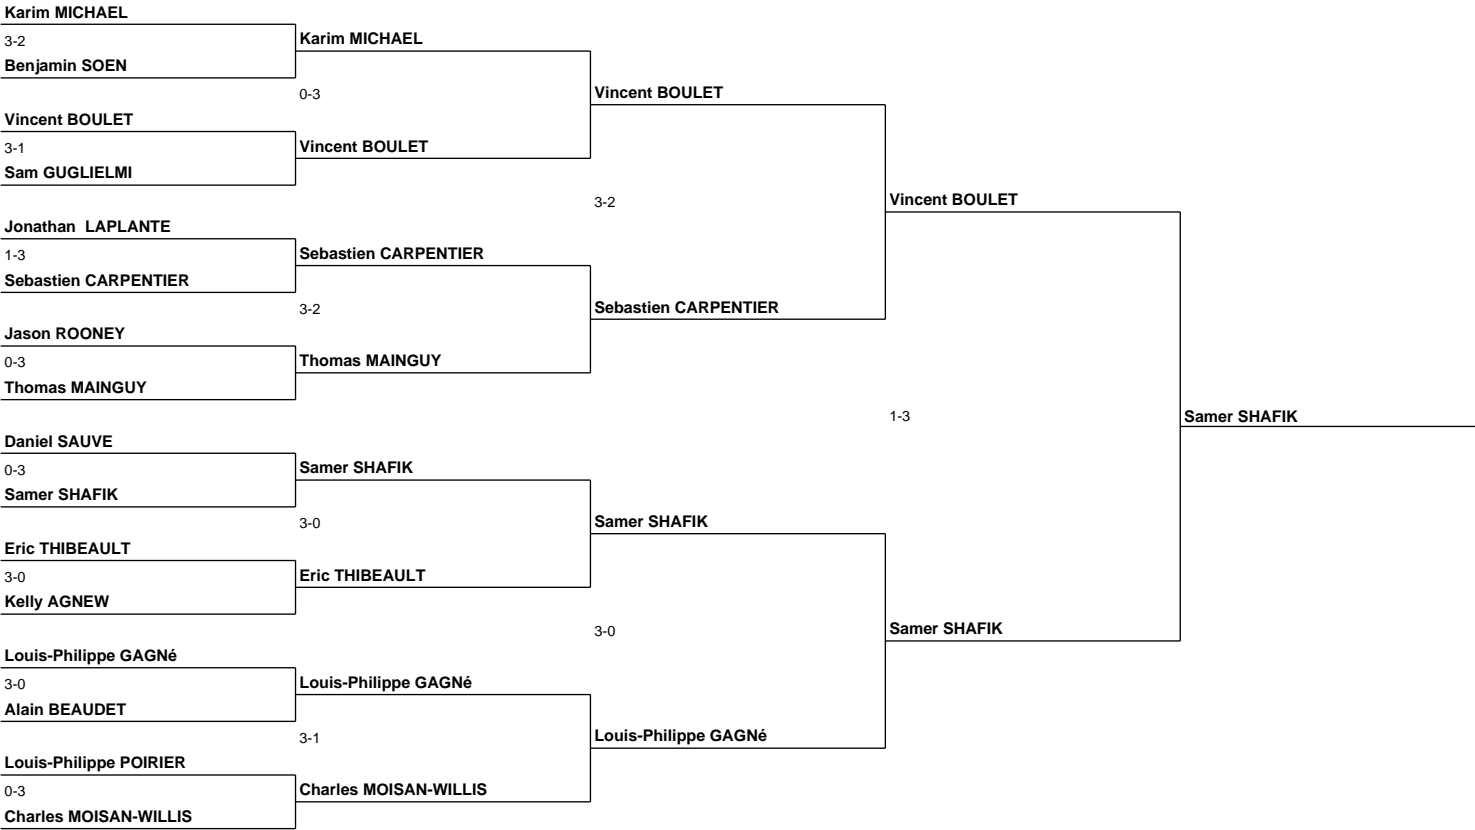 Karim MICHAEL
3-2
Karim MICHAEL
Benjamin SOEN
0-3
Vincent BOULET
Vincent BOULET
3-1
Vincent BOULET
Sam GUGLIELMI
3-2
Vincent BOULET
Jonathan  LAPLANTE
1-3
Sebastien CARPENTIER
Sebastien CARPENTIER
3-2
Sebastien CARPENTIER
Jason ROONEY
0-3
Thomas MAINGUY
Thomas MAINGUY
1-3
Samer SHAFIK
Daniel SAUVE
0-3
Samer SHAFIK
Samer SHAFIK
3-0
Samer SHAFIK
Eric THIBEAULT
3-0
Eric THIBEAULT
Kelly AGNEW
3-0
Samer SHAFIK
Louis-Philippe GAGNé
3-0
Louis-Philippe GAGNé
Alain BEAUDET
3-1
Louis-Philippe GAGNé
Louis-Philippe POIRIER
0-3
Charles MOISAN-WILLIS
Charles MOISAN-WILLIS